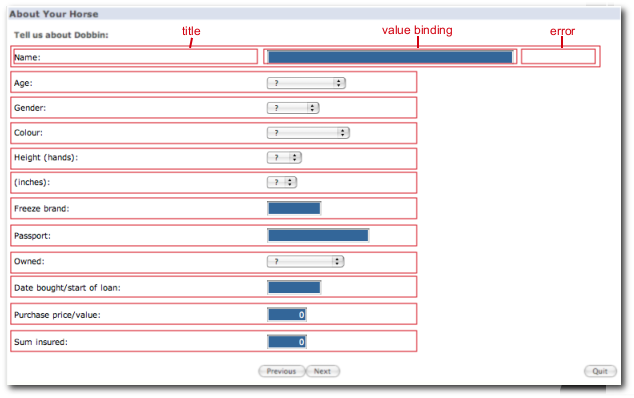 About Your Horse
Tell us about Dobbin:
title value binding error
Name:
Age: ?
Gender: ?
Colour: ?
Height (hands): ?
(inches): ?
Freeze brand:
Passport:
Owned: ?
Date bought/start of loan:
Purchase price/value: 0
Sum insured: 0
Previous Next Quit